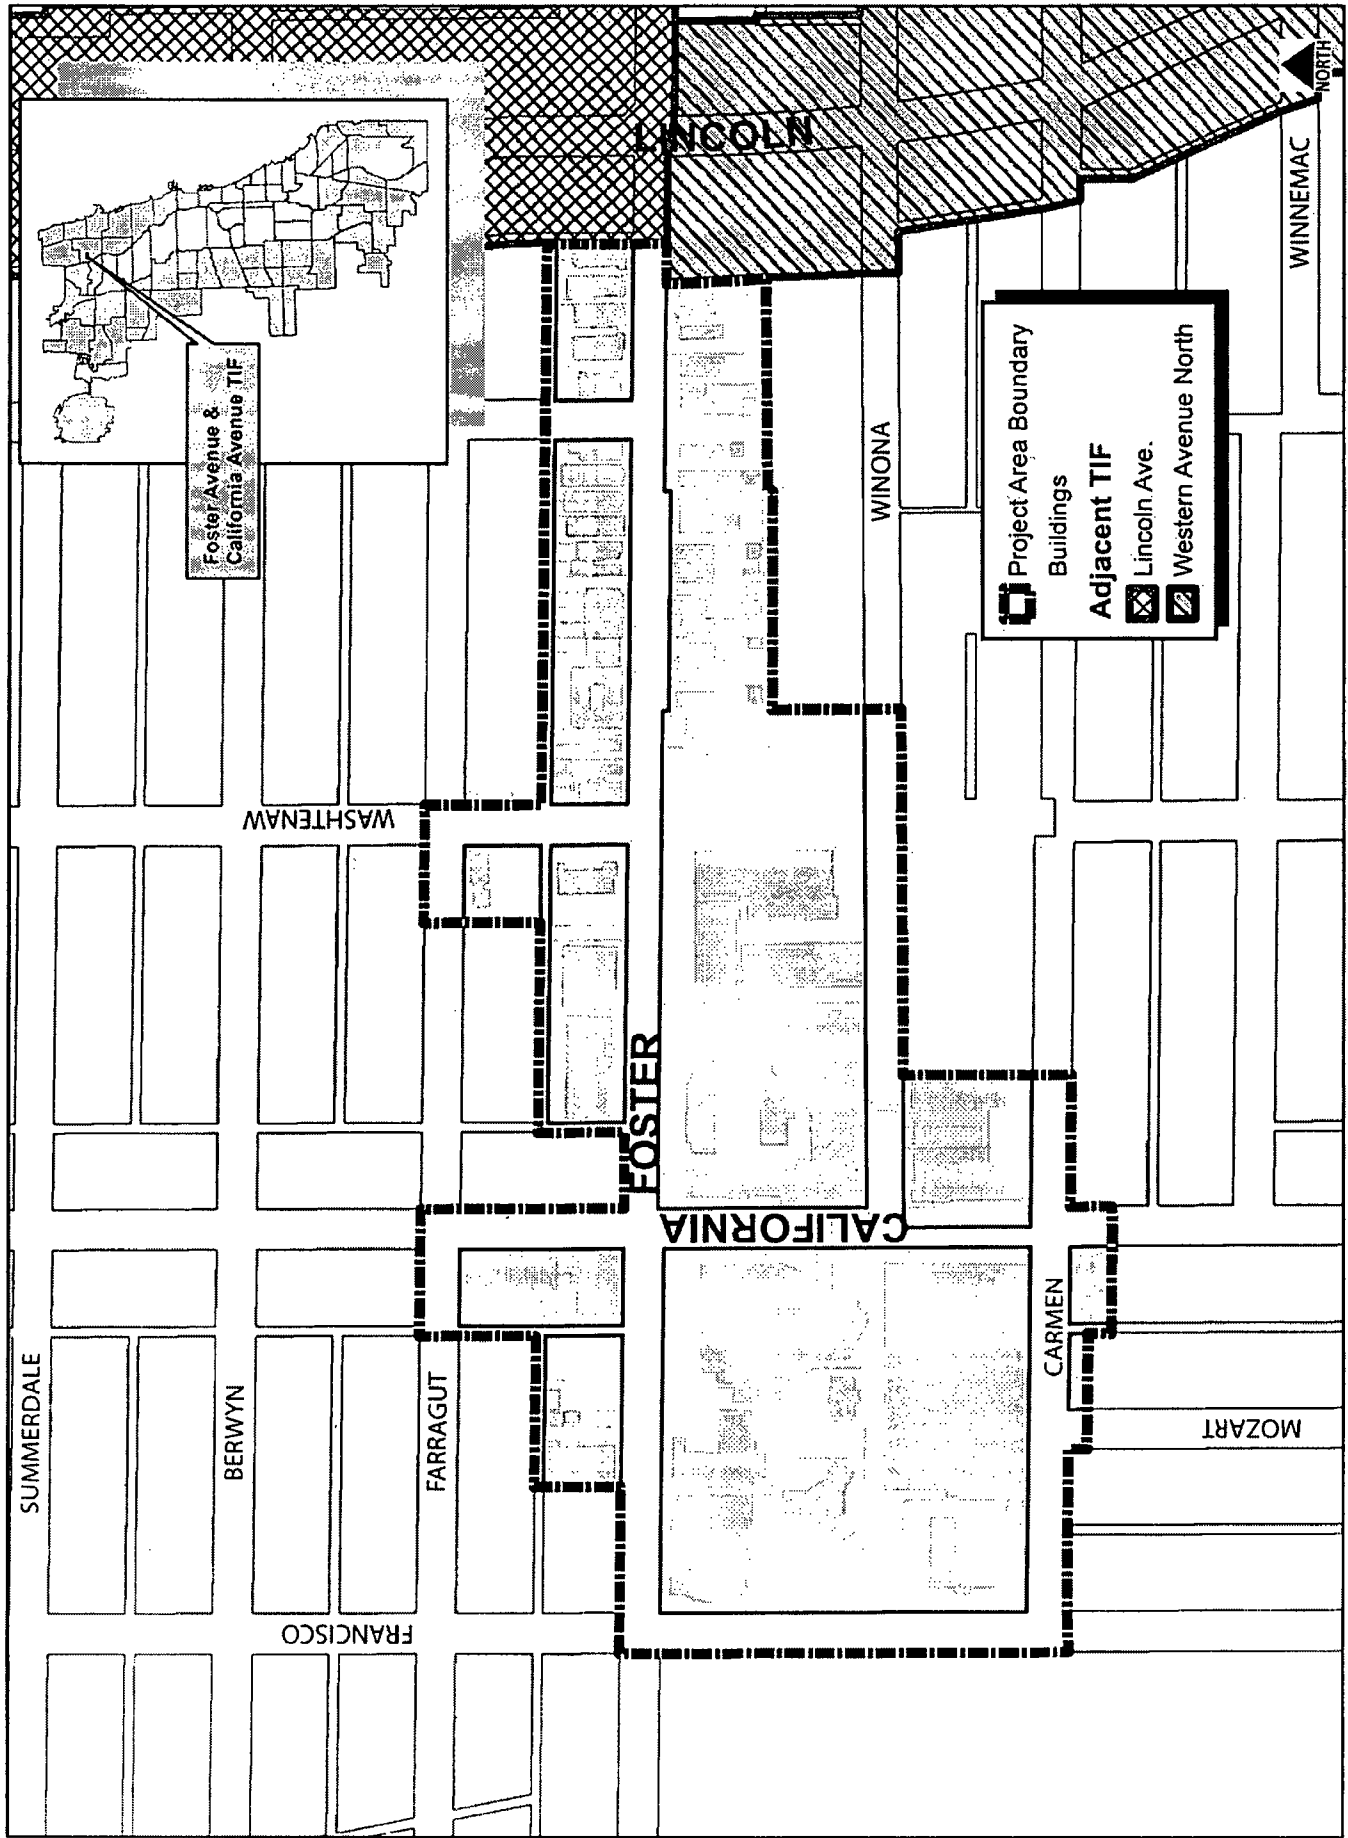 SUMMERDALE
BERWYN
FARRAGUT
FRANCISCO
WASHTENAW
FOSTER
CALIFORNIA
LINCOLN
WINONA
CARMEN
MOZART
WINNEMAC
NORTH
Foster Avenue &
California Avenue TIF
Project Area Boundary
Buildings
Adjacent TIF
Lincoln Ave.
Western Avenue North